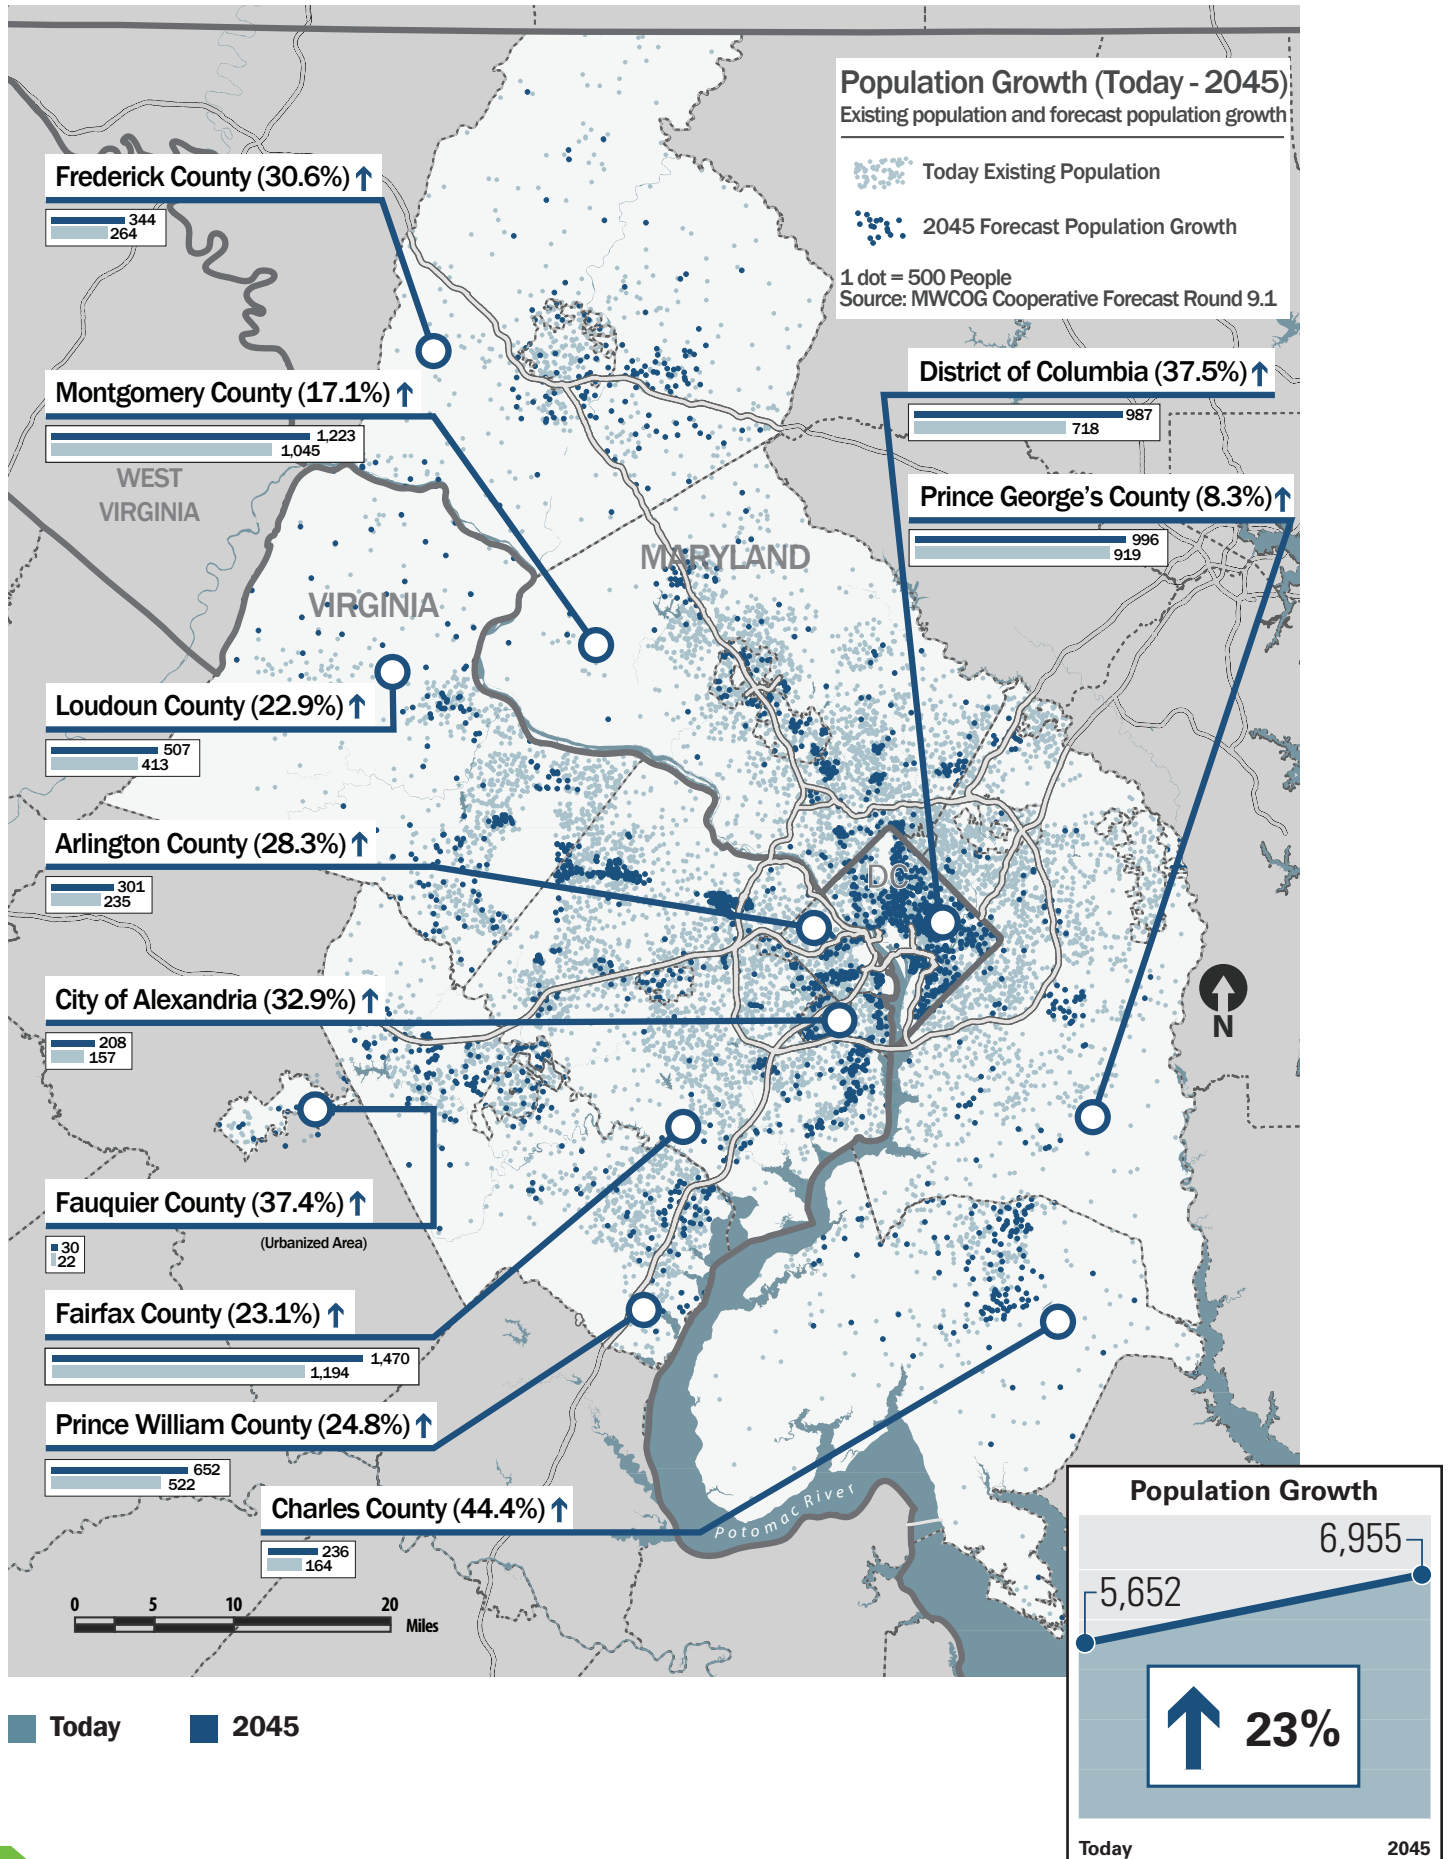 Population Growth (Today - 2045)
Existing population and forecast population growth
Today Existing Population
2045 Forecast Population Growth
1 dot = 500 People
Source: MWCOG Cooperative Forecast Round 9.1
Frederick County (30.6%)
344
264
Montgomery County (17.1%)
1,223
1,045
WEST
VIRGINIA
District of Columbia (37.5%)
987
718
Prince George's County (8.3%)
996
919
MARYLAND
VIRGINIA
Loudoun County (22.9%)
507
413
Arlington County (28.3%)
301
235
DC
City of Alexandria (32.9%)
208
157
N
Fauquier County (37.4%)
(Urbanized Area)
30
22
Fairfax County (23.1%)
1,470
1,194
Prince William County (24.8%)
652
522
Charles County (44.4%)
236
164
Potomac River
0 5 10 20
Miles
Population Growth
6,955
5,652
23%
Today 2045
Today 2045